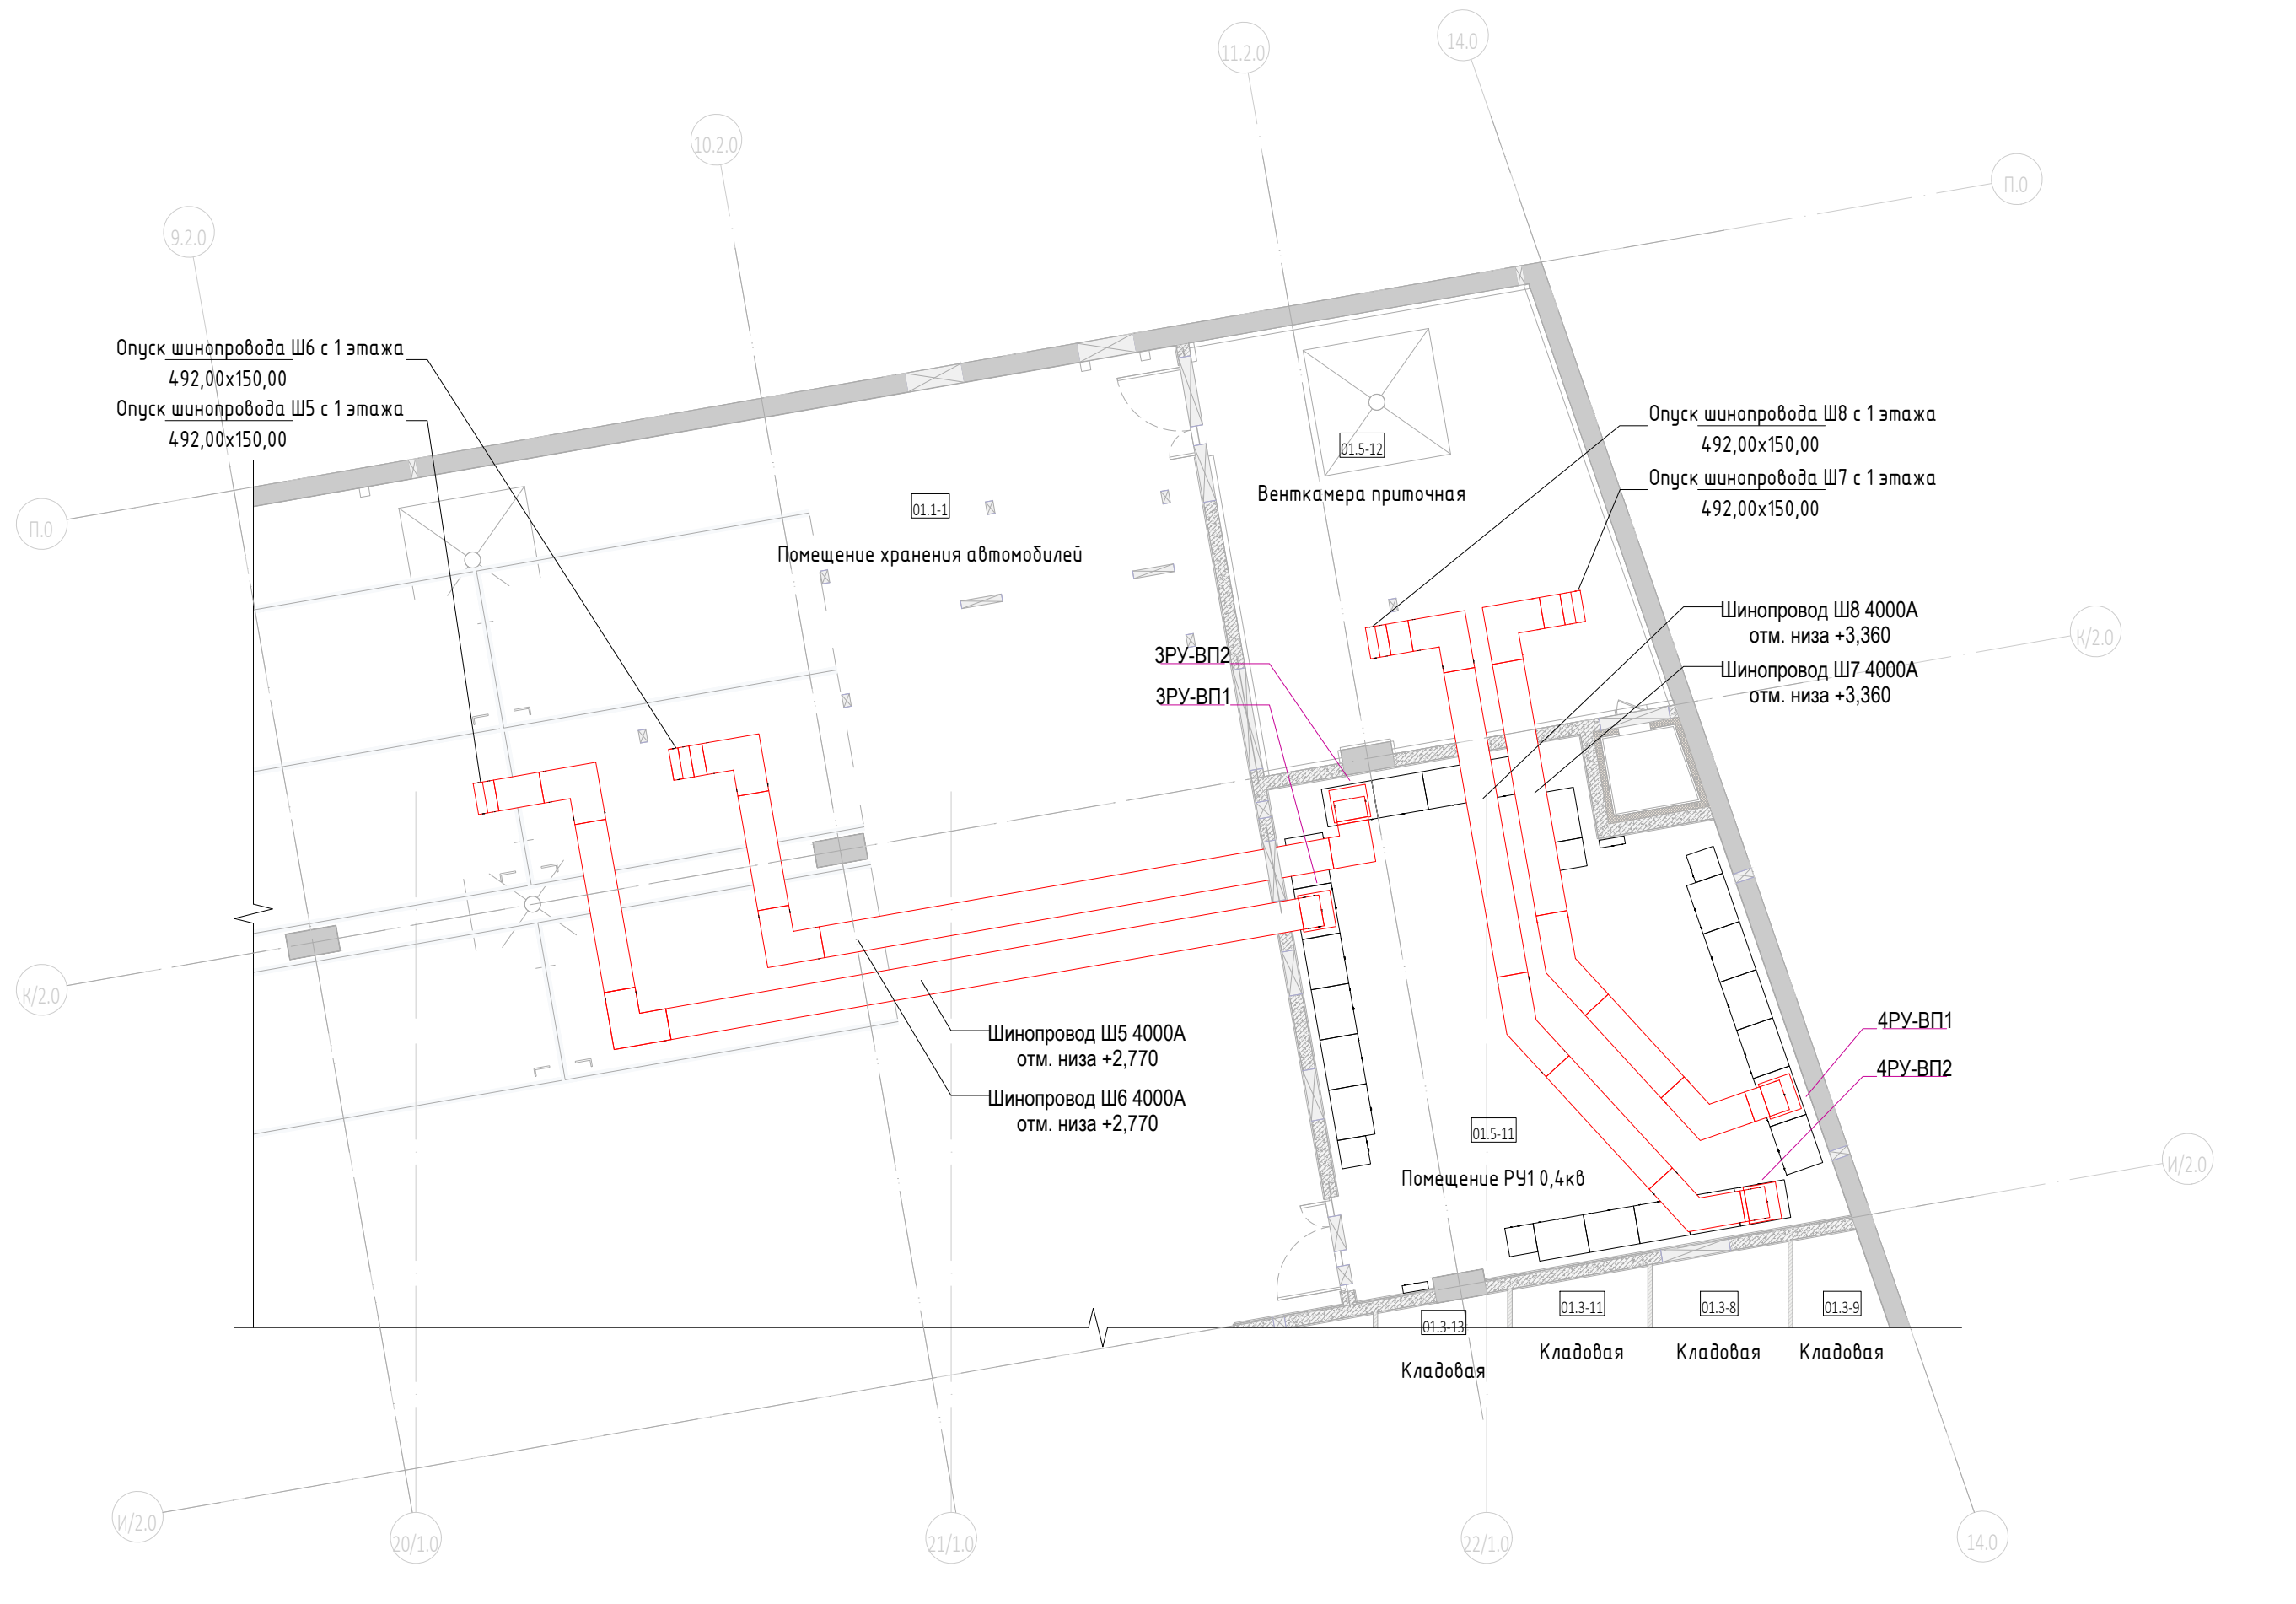 14.0
11.2.0
10.2.0
П.0
9.2.0
Опуск шинопровода Ш6 с 1 этажа
492,00х150,00
Опуск шинопровода Ш5 с 1 этажа
492,00х150,00
Опуск шинопровода Ш8 с 1 этажа
492,00х150,00
Опуск шинопровода Ш7 с 1 этажа
492,00х150,00
01.5-12
Венткамера приточная
01.1-1
Помещение хранения автомобилей
П.0
Шинопровод Ш8 4000А
отм. низа +3,360
Шинопровод Ш7 4000А
отм. низа +3,360
К/2.0
3РУ-ВП2
3РУ-ВП1
К/2.0
Шинопровод Ш5 4000А
отм. низа +2,770
Шинопровод Ш6 4000А
отм. низа +2,770
4РУ-ВП1
4РУ-ВП2
01.5-11
Помещение РУ1 0,4кв
И/2.0
01.3-13
Кладовая
01.3-11
Кладовая
01.3-8
Кладовая
01.3-9
Кладовая
И/2.0
20/1.0
21/1.0
22/1.0
14.0